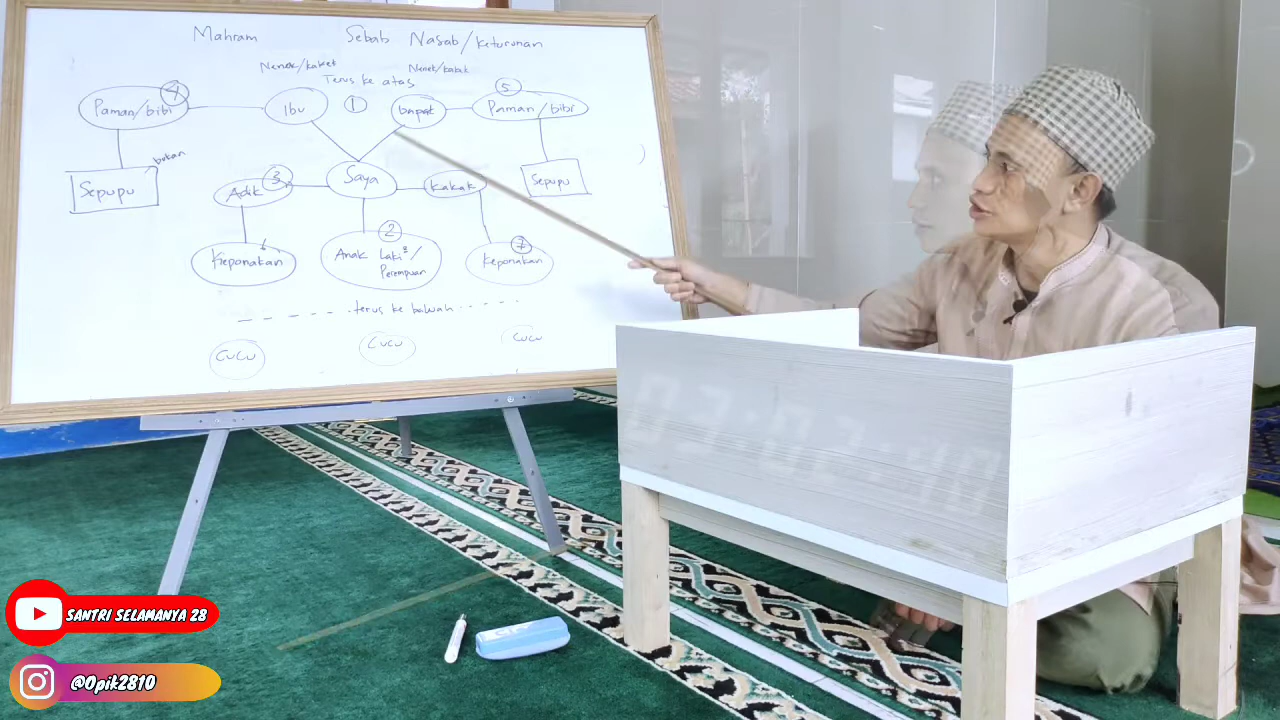 Mahram Sebab Nasab/keturunan
Nenek/kakek Nenek/kakek
Terus ke atas
Paman/bibi 4 Ibu 1 bapak 5 Paman/bibi
bukan
Sepupu Adik 3 Saya kakak Sepupu
2
Keponakan 6 Anak Laki²/ Perempuan Keponakan 7
terus ke bawah
CUCU CUCU CUCU
SANTRI SELAMANYA 28
@Opik2810